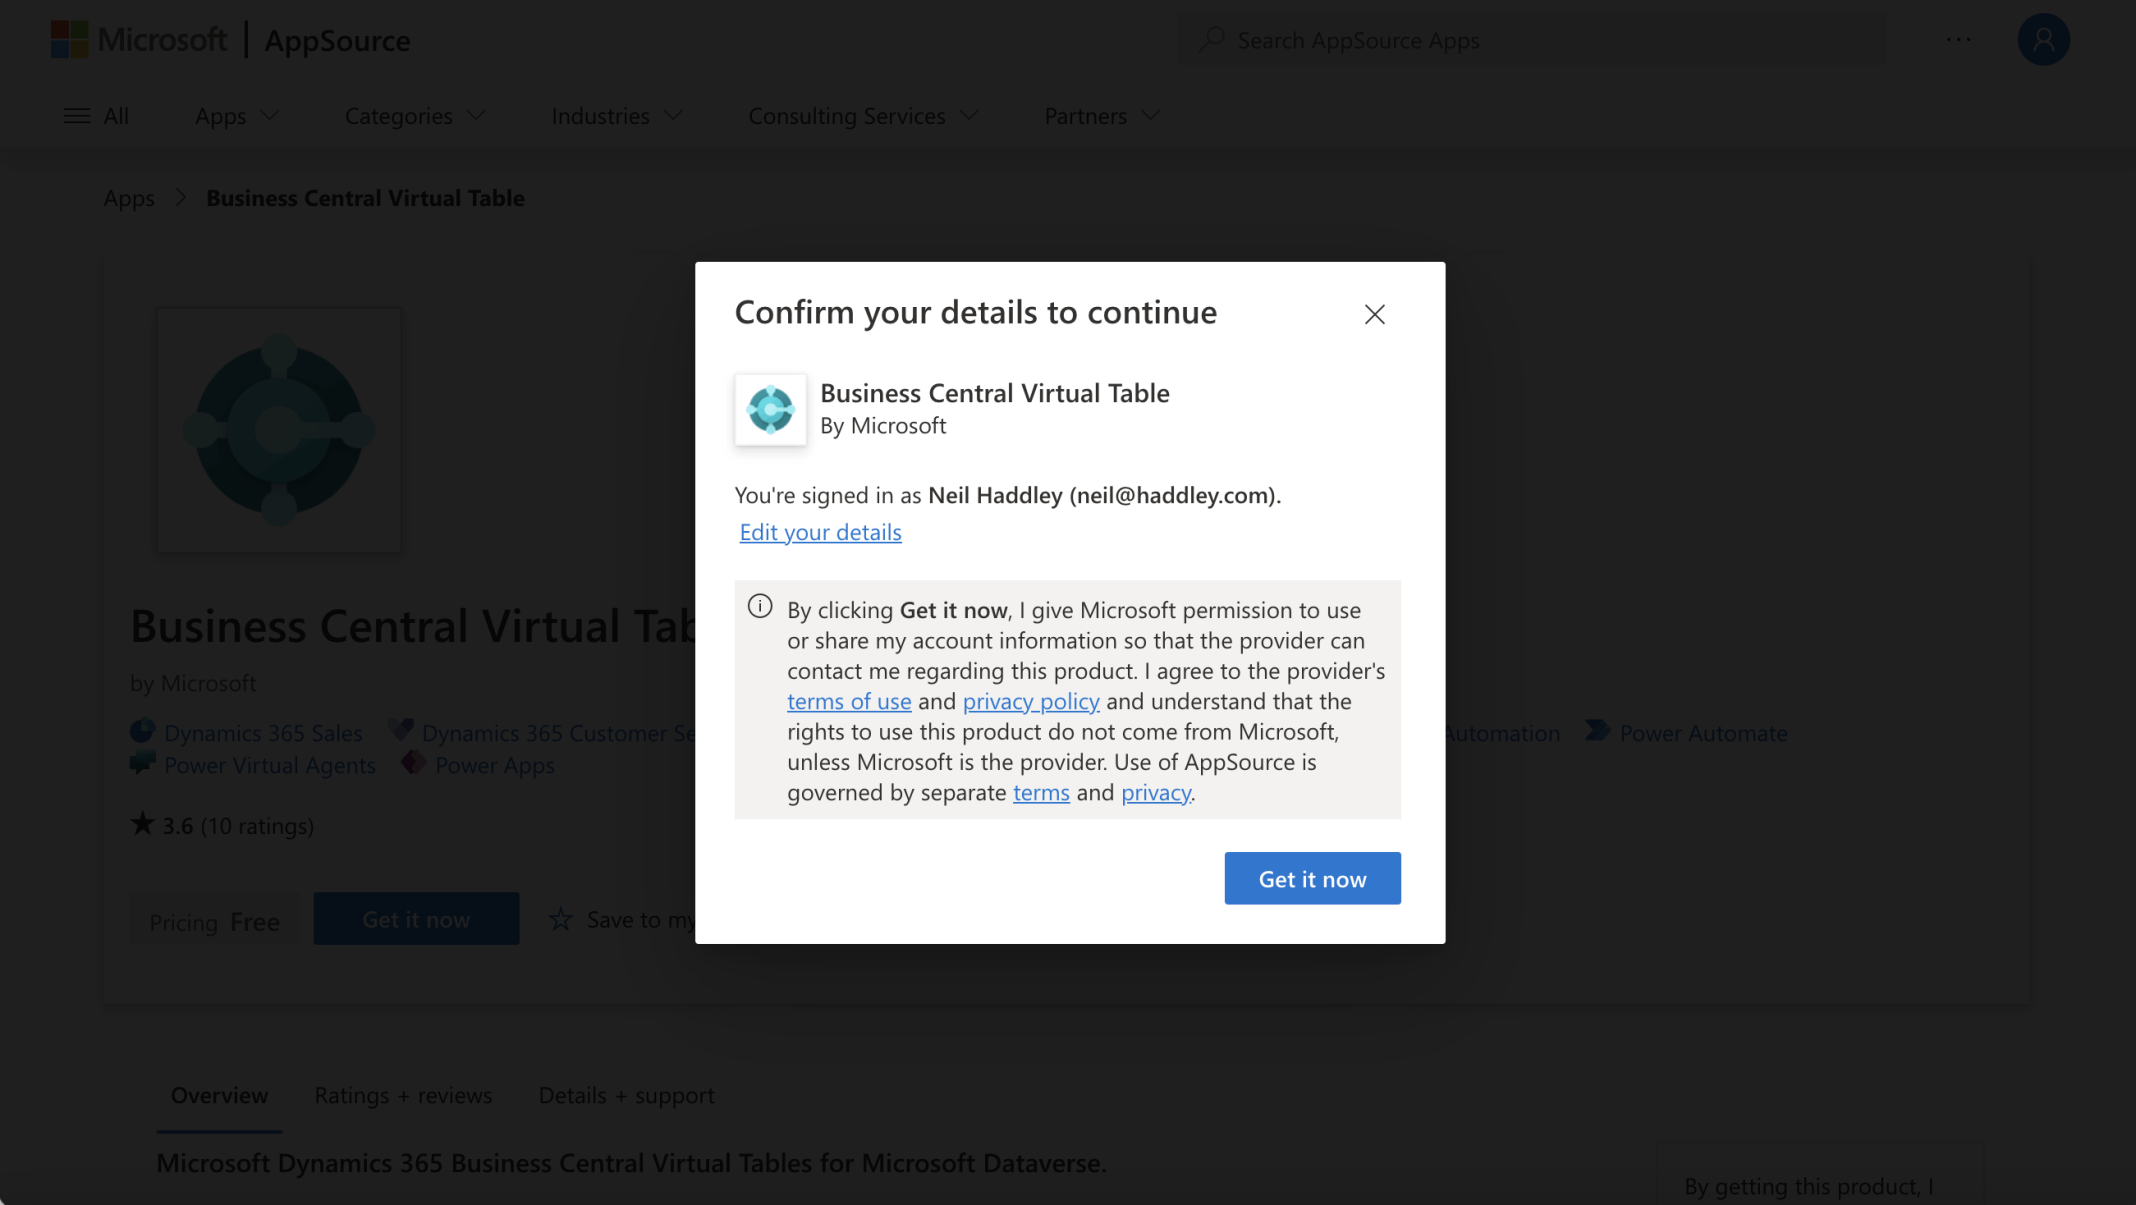 Microsoft | AppSource
Search AppSource Apps
All
Apps
Categories
Industries
Consulting Services
Partners
Apps > Business Central Virtual Table
Confirm your details to continue
Business Central Virtual Table
By Microsoft
You're signed in as Neil Haddley (neil@haddley.com).
Edit your details
By clicking Get it now, I give Microsoft permission to use
or share my account information so that the provider can
contact me regarding this product. I agree to the provider's
terms of use and privacy policy and understand that the
rights to use this product do not come from Microsoft,
unless Microsoft is the provider. Use of AppSource is
governed by separate terms and privacy.
Get it now
Business Central Virtual Tab
by Microsoft
Dynamics 365 Sales
Dynamics 365 Customer Se
Automation
Power Automate
Power Virtual Agents
Power Apps
3.6 (10 ratings)
Pricing Free
Get it now
Save to my
Overview
Ratings + reviews
Details + support
Microsoft Dynamics 365 Business Central Virtual Tables for Microsoft Dataverse.
By getting this product, I